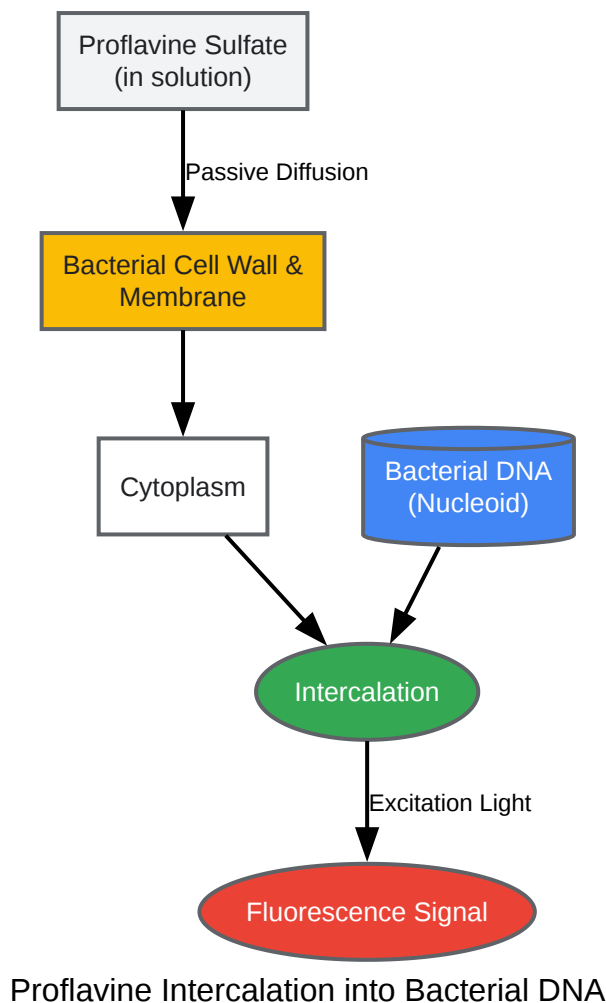 Proflavine Sulfate
(in solution)
Passive Diffusion
Bacterial Cell Wall &
Membrane
Cytoplasm
Bacterial DNA
(Nucleoid)
Intercalation
Excitation Light
Fluorescence Signal
Proflavine Intercalation into Bacterial DNA